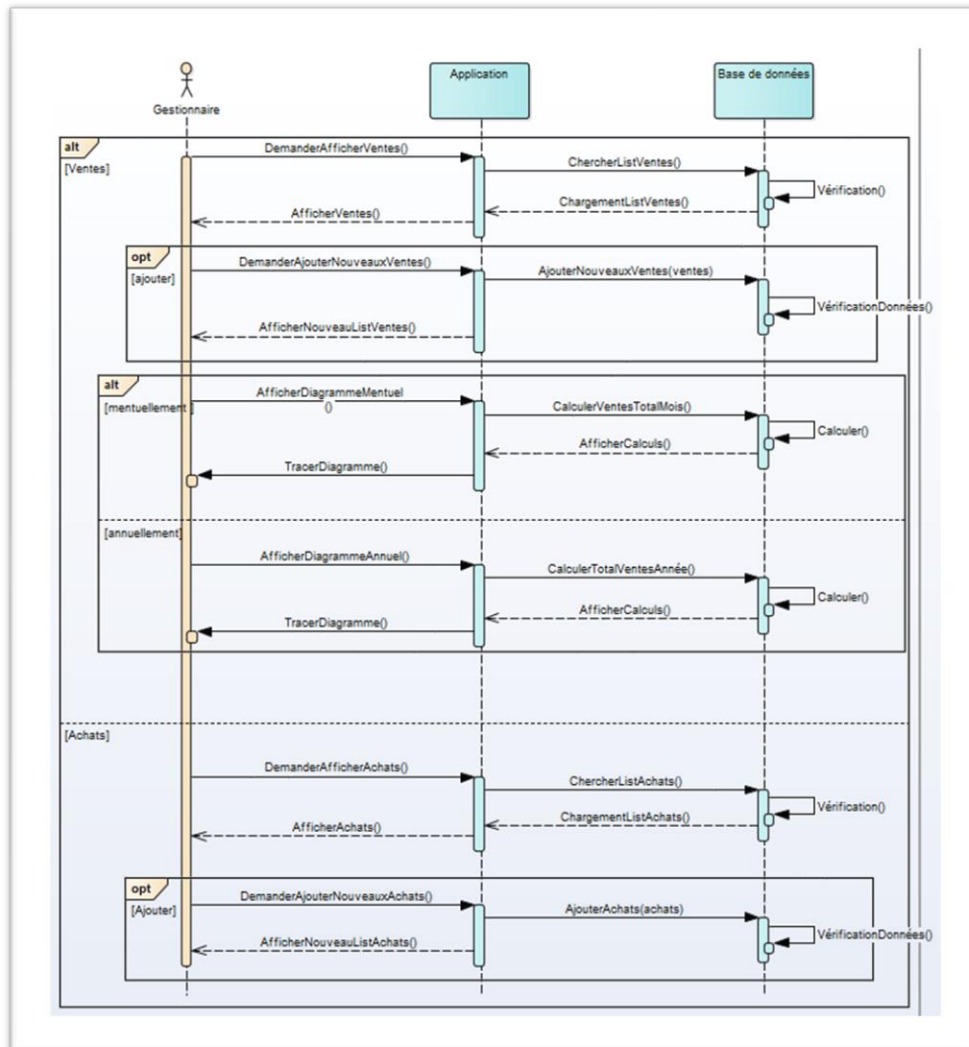 Gestionnaire
Application
Base de données
alt
[Ventes]
DemanderAfficherVentes()
ChercherListVentes()
Vérification()
ChargementListVentes()
AfficherVentes()
opt
[ajouter]
DemanderAjouterNouveauxVentes()
AjouterNouveauxVentes(ventes)
VérificationDonnées()
AfficherNouveauListVentes()
alt
[mentuellement ]
AfficherDiagrammeMentuel
()
CalculerVentesTotalMois()
Calculer()
AfficherCalculs()
TracerDiagramme()
[annuellement]
AfficherDiagrammeAnnuel()
CalculerTotalVentesAnnée()
Calculer()
AfficherCalculs()
TracerDiagramme()
[Achats]
DemanderAfficherAchats()
ChercherListAchats()
Vérification()
ChargementListAchats()
AfficherAchats()
opt
[Ajouter]
DemanderAjouterNouveauxAchats()
AjouterAchats(achats)
VérificationDonnées()
AfficherNouveauListAchats()